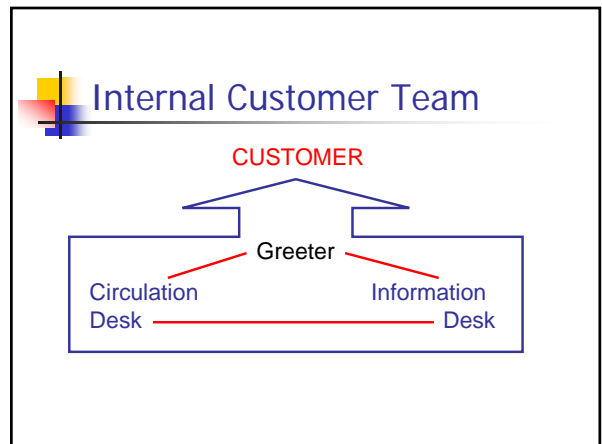 Internal Customer Team
CUSTOMER
Greeter
Circulation Information
Desk Desk